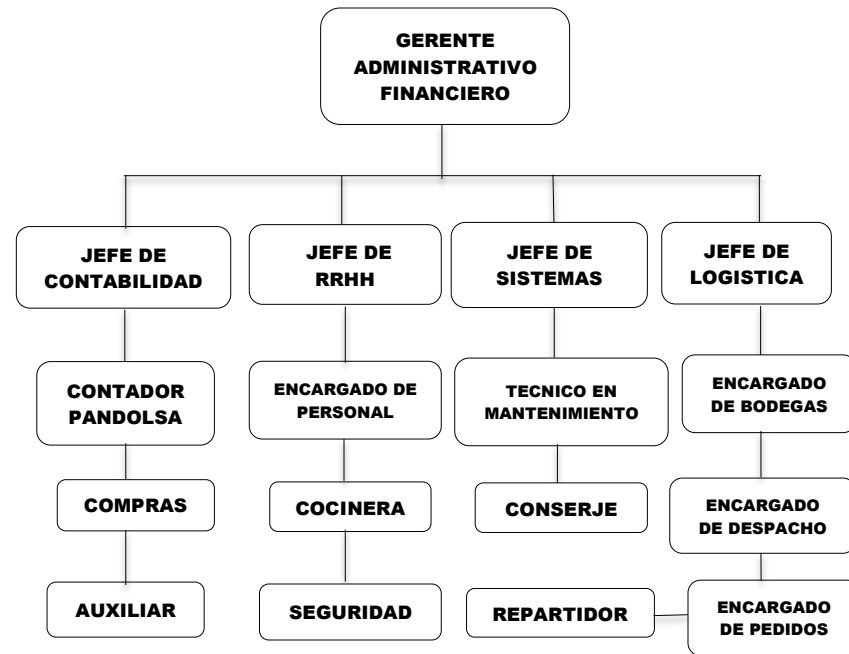 GERENTE
ADMINISTRATIVO
FINANCIERO
JEFE DE
CONTABILIDAD
JEFE DE
RRHH
JEFE DE
SISTEMAS
JEFE DE
LOGISTICA
CONTADOR
PANDOLSA
ENCARGADO DE
PERSONAL
TECNICO EN
MANTENIMIENTO
ENCARGADO
DE BODEGAS
COMPRAS
COCINERA
CONSERJE
ENCARGADO
DE DESPACHO
AUXILIAR
SEGURIDAD
REPARTIDOR
ENCARGADO
DE PEDIDOS